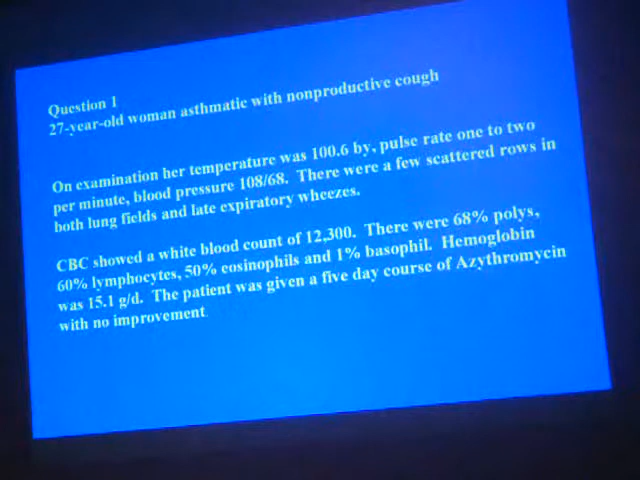 Question 1
27-year-old woman asthmatic with nonproductive cough
On examination her temperature was 100.6 by, pulse rate one to two
per minute, blood pressure 108/68. There were a few scattered rows in
both lung fields and late expiratory wheezes.
CBC showed a white blood count of 12,300. There were 68% polys,
60% lymphocytes, 50% eosinophils and 1% basophil. Hemoglobin
was 15.1 g/d. The patient was given a five day course of Azythromycin
with no improvement